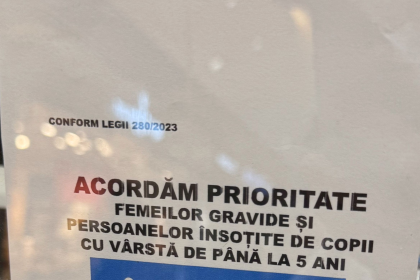 CONFORM LEGII 280/2023
ACORDĂM PRIORITATE
FEMEILOR GRAVIDE ȘI
PERSOANELOR ÎNSOȚITE DE COPII
CU VÂRSTĂ DE PÂNĂ LA 5 ANI